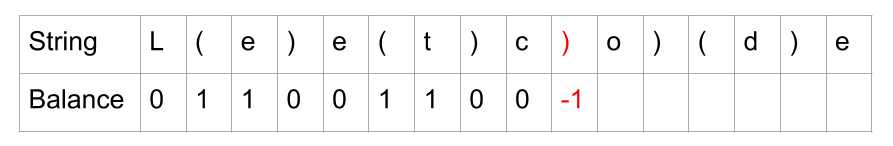 String L ( e ) e ( t ) c ) o ) ( d ) e
Balance 0 1 1 0 0 1 1 0 0 -1